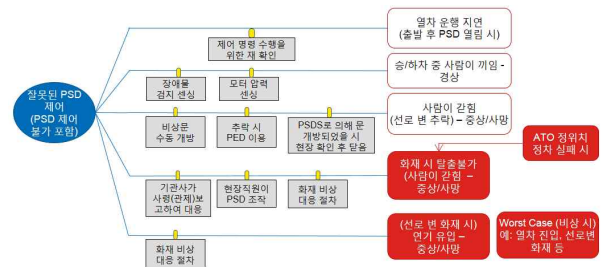 열차 운행 지연
(출발 후 PSD 열림 시)
제어 명령 수행을
위한 재 확인
승/하차 중 사람이 끼임 –
경상
장애물
검지 센싱
모터 압력
센싱
잘못된 PSD
제어
(PSD 제어
불가 포함)
사람이 갇힘
(선로 변 추락) – 중상/사망
비상문
수동 개방
추락 시
PED 이용
PSDS로 의해 문
개방되었을 시
현장 확인 후 닫음
ATO 정위치
정차 실패 시
화재 시 탈출불가
(사람이 갇힘 –
중상/사망
기관사가
사령(관제)보
고하여 대응
현장직원이
PSD 조작
화재 비상
대응 절차
(선로 변 화재 시)
연기 유입 –
중상/사망
Worst Case (비상 시)
예: 열차 진입, 선로변
화재 등
화재 비상
대응 절차